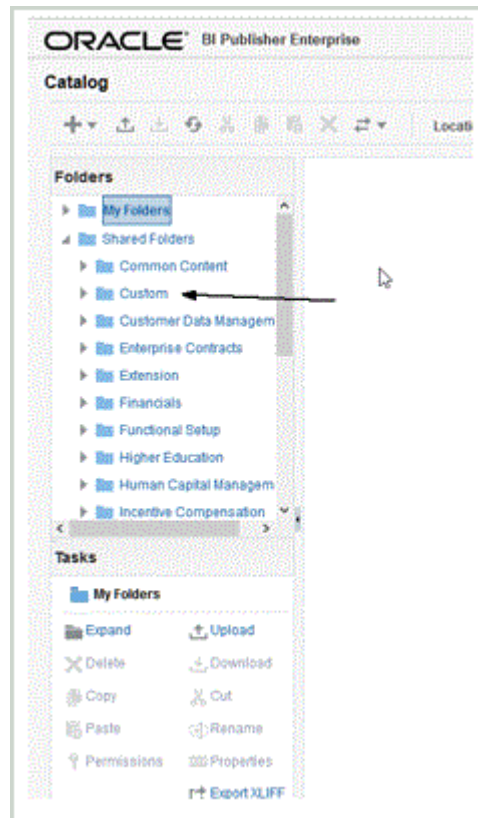 ORACLE BI Publisher Enterprise
Catalog
Locati
Folders
My Folders
Shared Folders
Common Content
Custom
Customer Data Managem
Enterprise Contracts
Extension
Financials
Functional Setup
Higher Education
Human Capital Managem
Incentive Compensation
Tasks
My Folders
Expand Upload
Delete Download
Copy Cut
Paste Rename
Permissions Properties
Export XLIFF